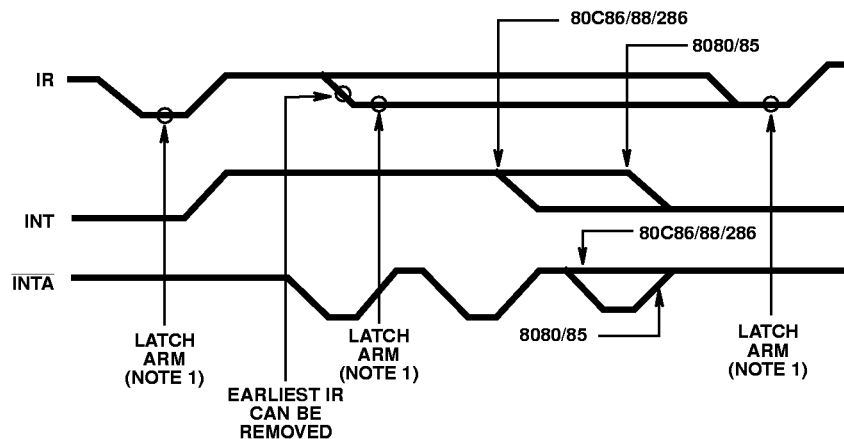 80C86/88/286
8080/85
IR
INT
80C86/88/286
INTA
8080/85
LATCH
ARM
(NOTE 1)
EARLIEST IR
CAN BE
REMOVED
LATCH
ARM
(NOTE 1)
LATCH
ARM
(NOTE 1)